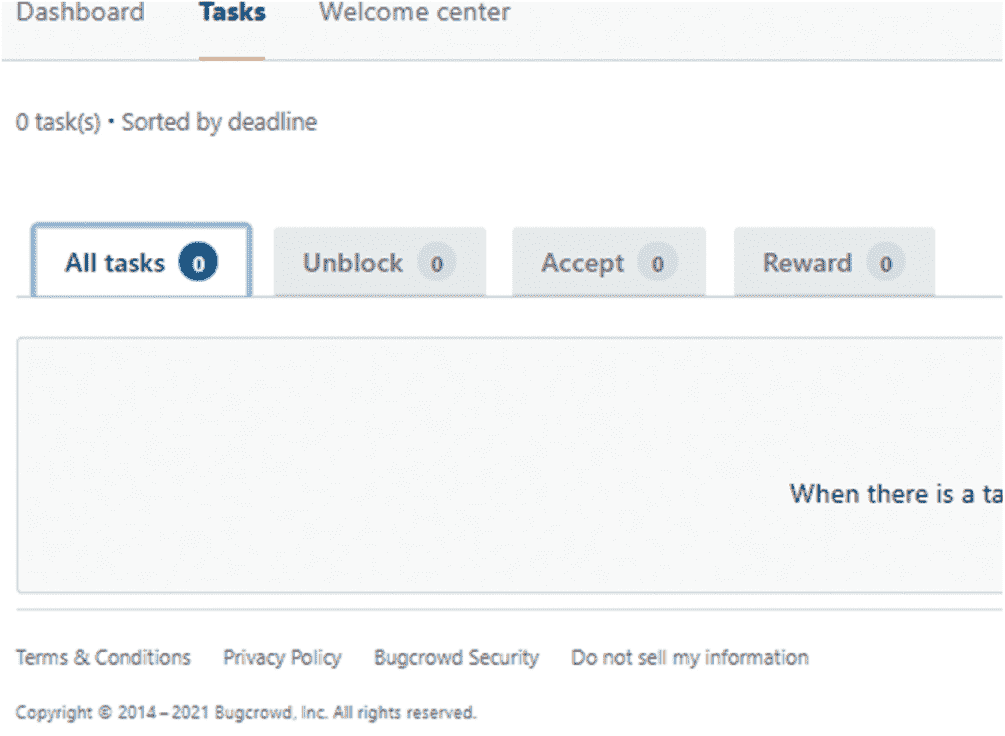 Dashboard Tasks Welcome center
0 task(s) • Sorted by deadline
All tasks 0 Unblock 0 Accept 0 Reward 0
When there is a
Terms & Conditions Privacy Policy Bugcrowd Security Do not sell my information
Copyright © 2014 – 2021 Bugcrowd, Inc. All rights reserved.